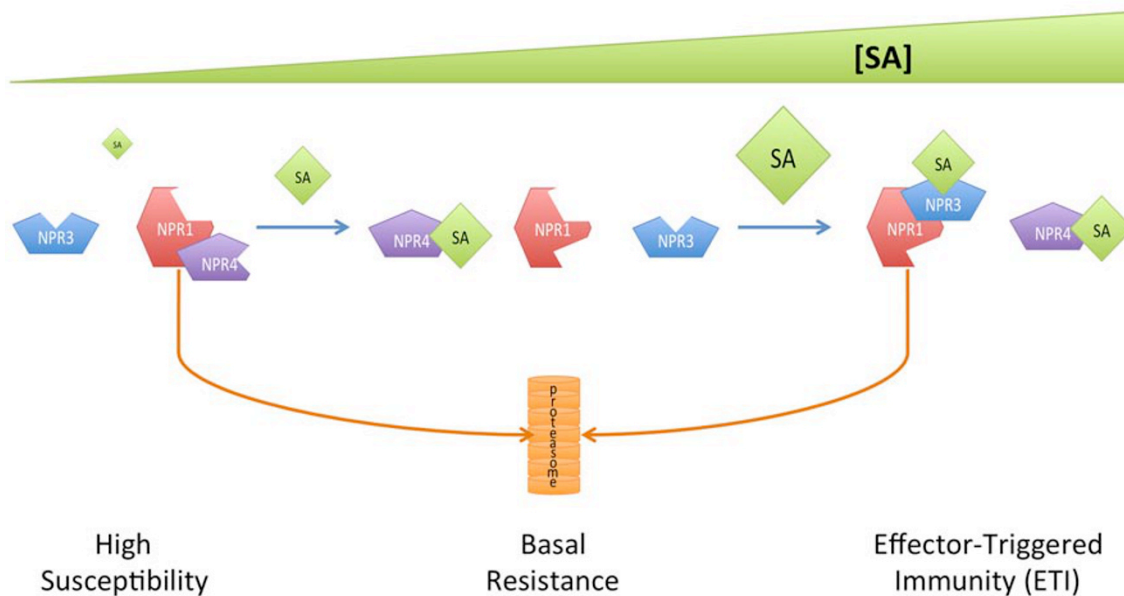 [SA]
SA
SA
SA
SA
NPR3
NPR1
NPR4
NPR4
SA
NPR1
NPR3
NPR1
NPR3
NPR4
SA
proteasome
High
Susceptibility
Basal
Resistance
Effector-Triggered
Immunity (ETI)